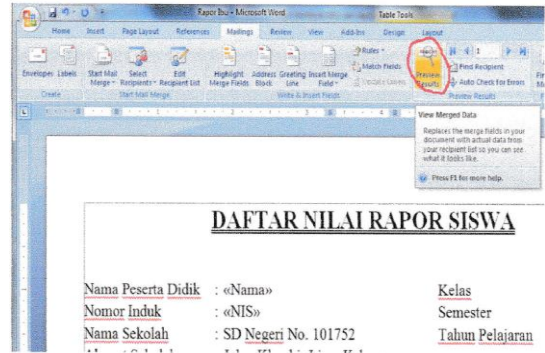 Rapor Ibu - Microsoft Word
Table Tools
Home Insert Page Layout References Mailings Review View Add-Ins Design Layout
Envelopes Labels
Start Mail Merge
Select Recipients
Edit Recipient List
Highlight Merge Fields
Address Block
Greeting Line
Insert Merge Field
Rules
Match Fields
Update Labels
Preview Results
1
Find Recipient
Auto Check for Errors
Create
Start Mail Merge
Write & Insert Fields
Preview Results
View Merged Data
Replaces the merge fields in your
document with actual data from
your recipient list so you can see
what it looks like.
Press F1 for more help.
DAFTAR NILAI RAPOR SISWA
Nama Peserta Didik : «Nama» Kelas
Nomor Induk : «NIS» Semester
Nama Sekolah : SD Negeri No. 101752 Tahun Pelajaran